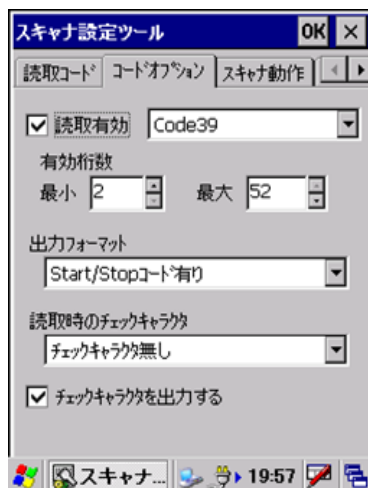 スキャナ設定ツール OK ×
読取コード コードオプション スキャナ動作
読取有効 Code39
有効桁数
最小 2 最大 52
出力フォーマット
Start/Stopコード有り
読取時のチェックキャラクタ
チェックキャラクタ無し
チェックキャラクタを出力する
スキャナ... 19:57